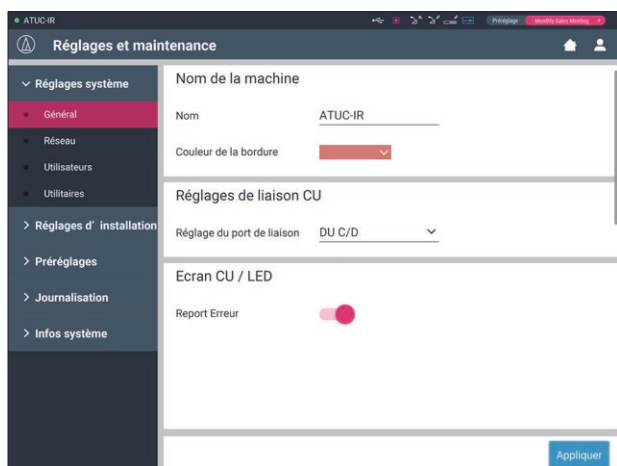 ATUC-IR
Préréglage Monthly Sales Meeting
Réglages et maintenance
Réglages système
Général
Réseau
Utilisateurs
Utilitaires
Réglages d' installation
Préréglages
Journalisation
Infos système
Nom de la machine
Nom ATUC-IR
Couleur de la bordure
Réglages de liaison CU
Réglage du port de liaison DU C/D
Ecran CU / LED
Report Erreur
Appliquer